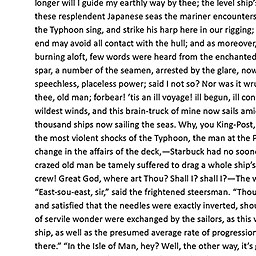 longer will I guide my earthly way by thee; the level ship's
these resplendent Japanese seas the mariner encounters
the Typhoon sing, and strike his harp here in our rigging;
end may avoid all contact with the hull; and as moreover,
burning aloft, few words were heard from the enchanted
spar, a number of the seamen, arrested by the glare, now
speechless, placeless power; said I not so? Nor was it wru
thee, old man; forbear! 'tis an ill voyage! ill begun, ill con
wildest winds, and this brain-truck of mine now sails amid
thousand ships now sailing the seas. Why, you King-Post,
the most violent shocks of the Typhoon, the man at the P
change in the affairs of the deck,—Starbuck had no soon
crazed old man be tamely suffered to drag a whole ship's
crew! Great God, where art Thou? Shall I? shall I?—The w
"East-sou-east, sir," said the frightened steersman. "Thou
and satisfied that the needles were exactly inverted, shou
of servile wonder were exchanged by the sailors, as this w
ship, as well as the presumed average rate of progression
there." "In the Isle of Man, hey? Well, the other way, it's